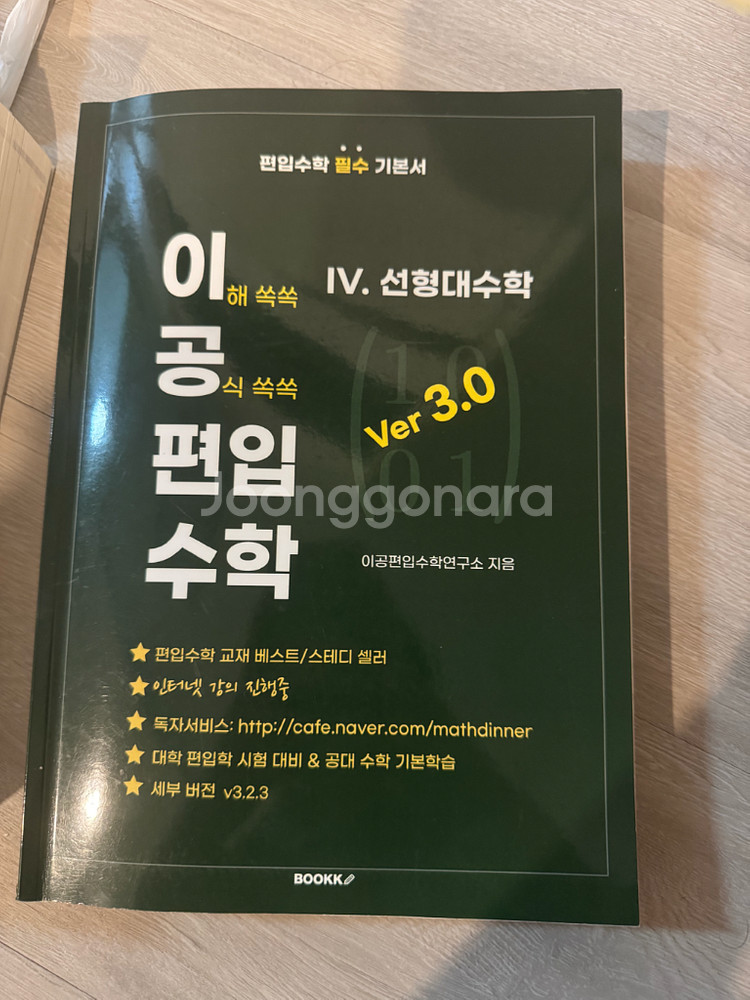 편입수학 필수 기본서
이해 쏙쏙
IV. 선형대수학
공식 쏙쏙
(1 0
0 1)
Ver 3.0
편입
수학
Joonggonara
이공편입수학연구소 지음
★ 편입수학 교재 베스트/스테디 셀러
★ 인터넷 강의 진행중
★ 독자서비스: http://cafe.naver.com/mathdinner
★ 대학 편입학 시험 대비 & 공대 수학 기본학습
★ 세부 버전 v3.2.3
BOOKK